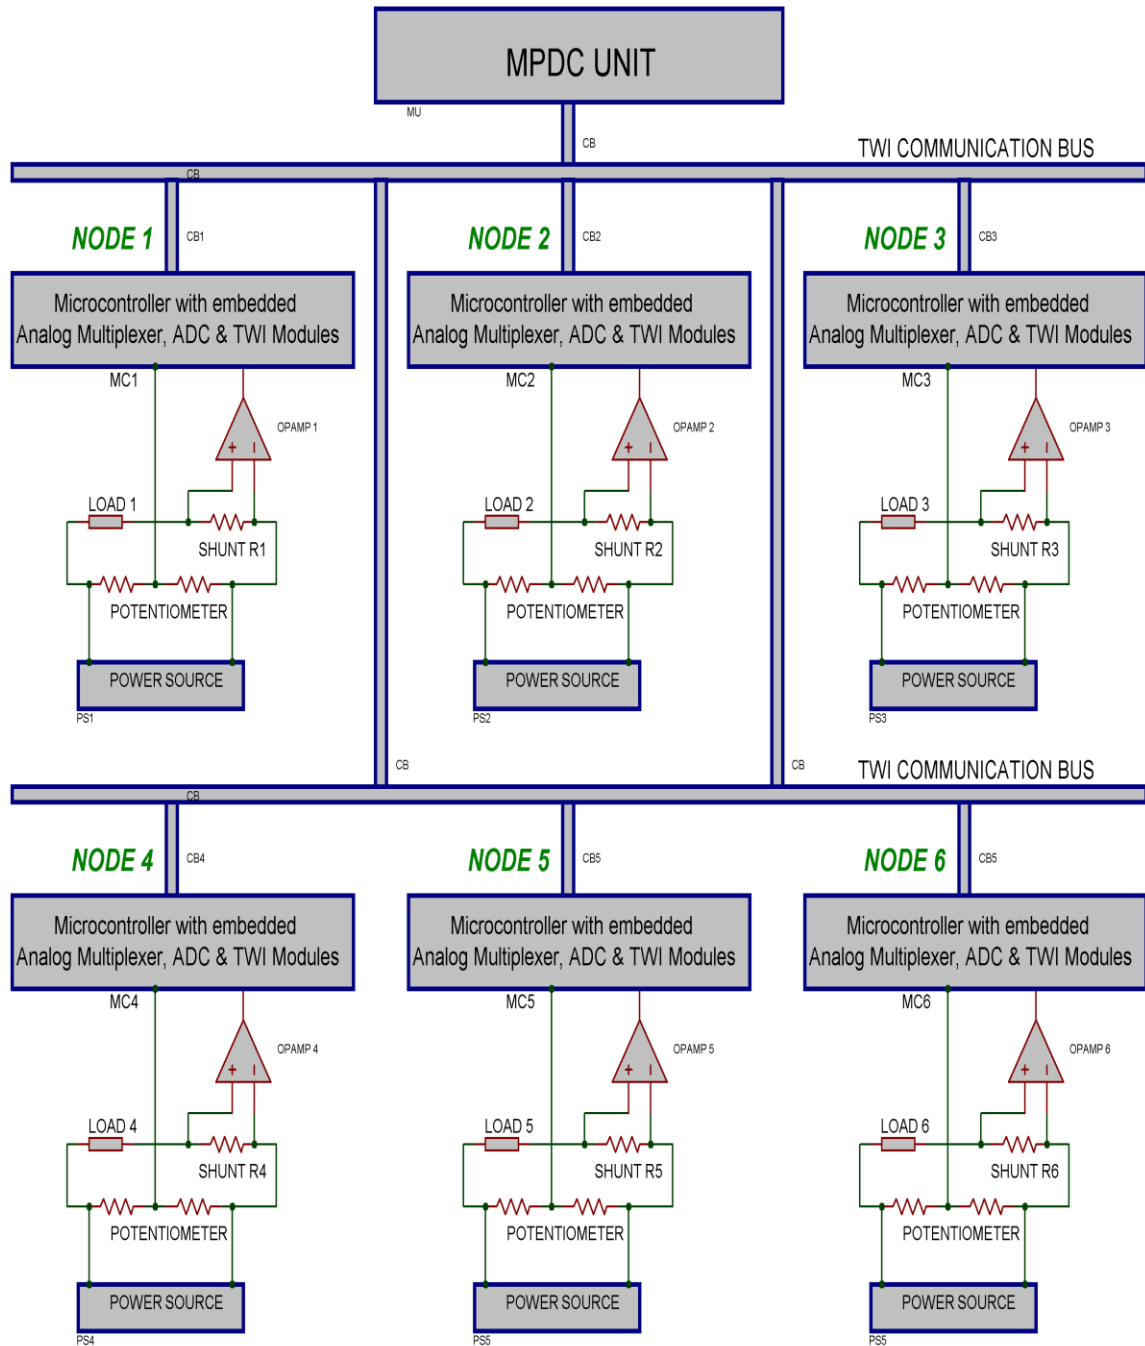 MPDC UNIT
MU
CB
TWI COMMUNICATION BUS
CB
NODE 1
CB1
NODE 2
CB2
NODE 3
CB3
Microcontroller with embedded
Analog Multiplexer, ADC & TWI Modules
Microcontroller with embedded
Analog Multiplexer, ADC & TWI Modules
Microcontroller with embedded
Analog Multiplexer, ADC & TWI Modules
MC1
MC2
MC3
OPAMP 1
OPAMP 2
OPAMP 3
+ –
+ –
+ –
LOAD 1
LOAD 2
LOAD 3
SHUNT R1
SHUNT R2
SHUNT R3
POTENTIOMETER
POTENTIOMETER
POTENTIOMETER
POWER SOURCE
POWER SOURCE
POWER SOURCE
PS1
PS2
PS3
CB
CB
TWI COMMUNICATION BUS
CB
NODE 4
CB4
NODE 5
CB5
NODE 6
CB5
Microcontroller with embedded
Analog Multiplexer, ADC & TWI Modules
Microcontroller with embedded
Analog Multiplexer, ADC & TWI Modules
Microcontroller with embedded
Analog Multiplexer, ADC & TWI Modules
MC4
MC5
MC6
OPAMP 4
OPAMP 5
OPAMP 6
+ –
+ –
+ –
LOAD 4
LOAD 5
LOAD 6
SHUNT R4
SHUNT R5
SHUNT R6
POTENTIOMETER
POTENTIOMETER
POTENTIOMETER
POWER SOURCE
POWER SOURCE
POWER SOURCE
PS4
PS5
PS5